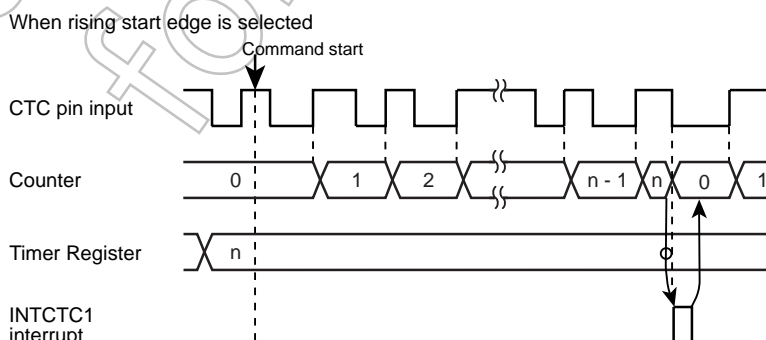 When rising start edge is selected
Command start
CTC pin input
Counter 0 1 2 n - 1 n 0 1
Timer Register n
INTCTC1
interrupt